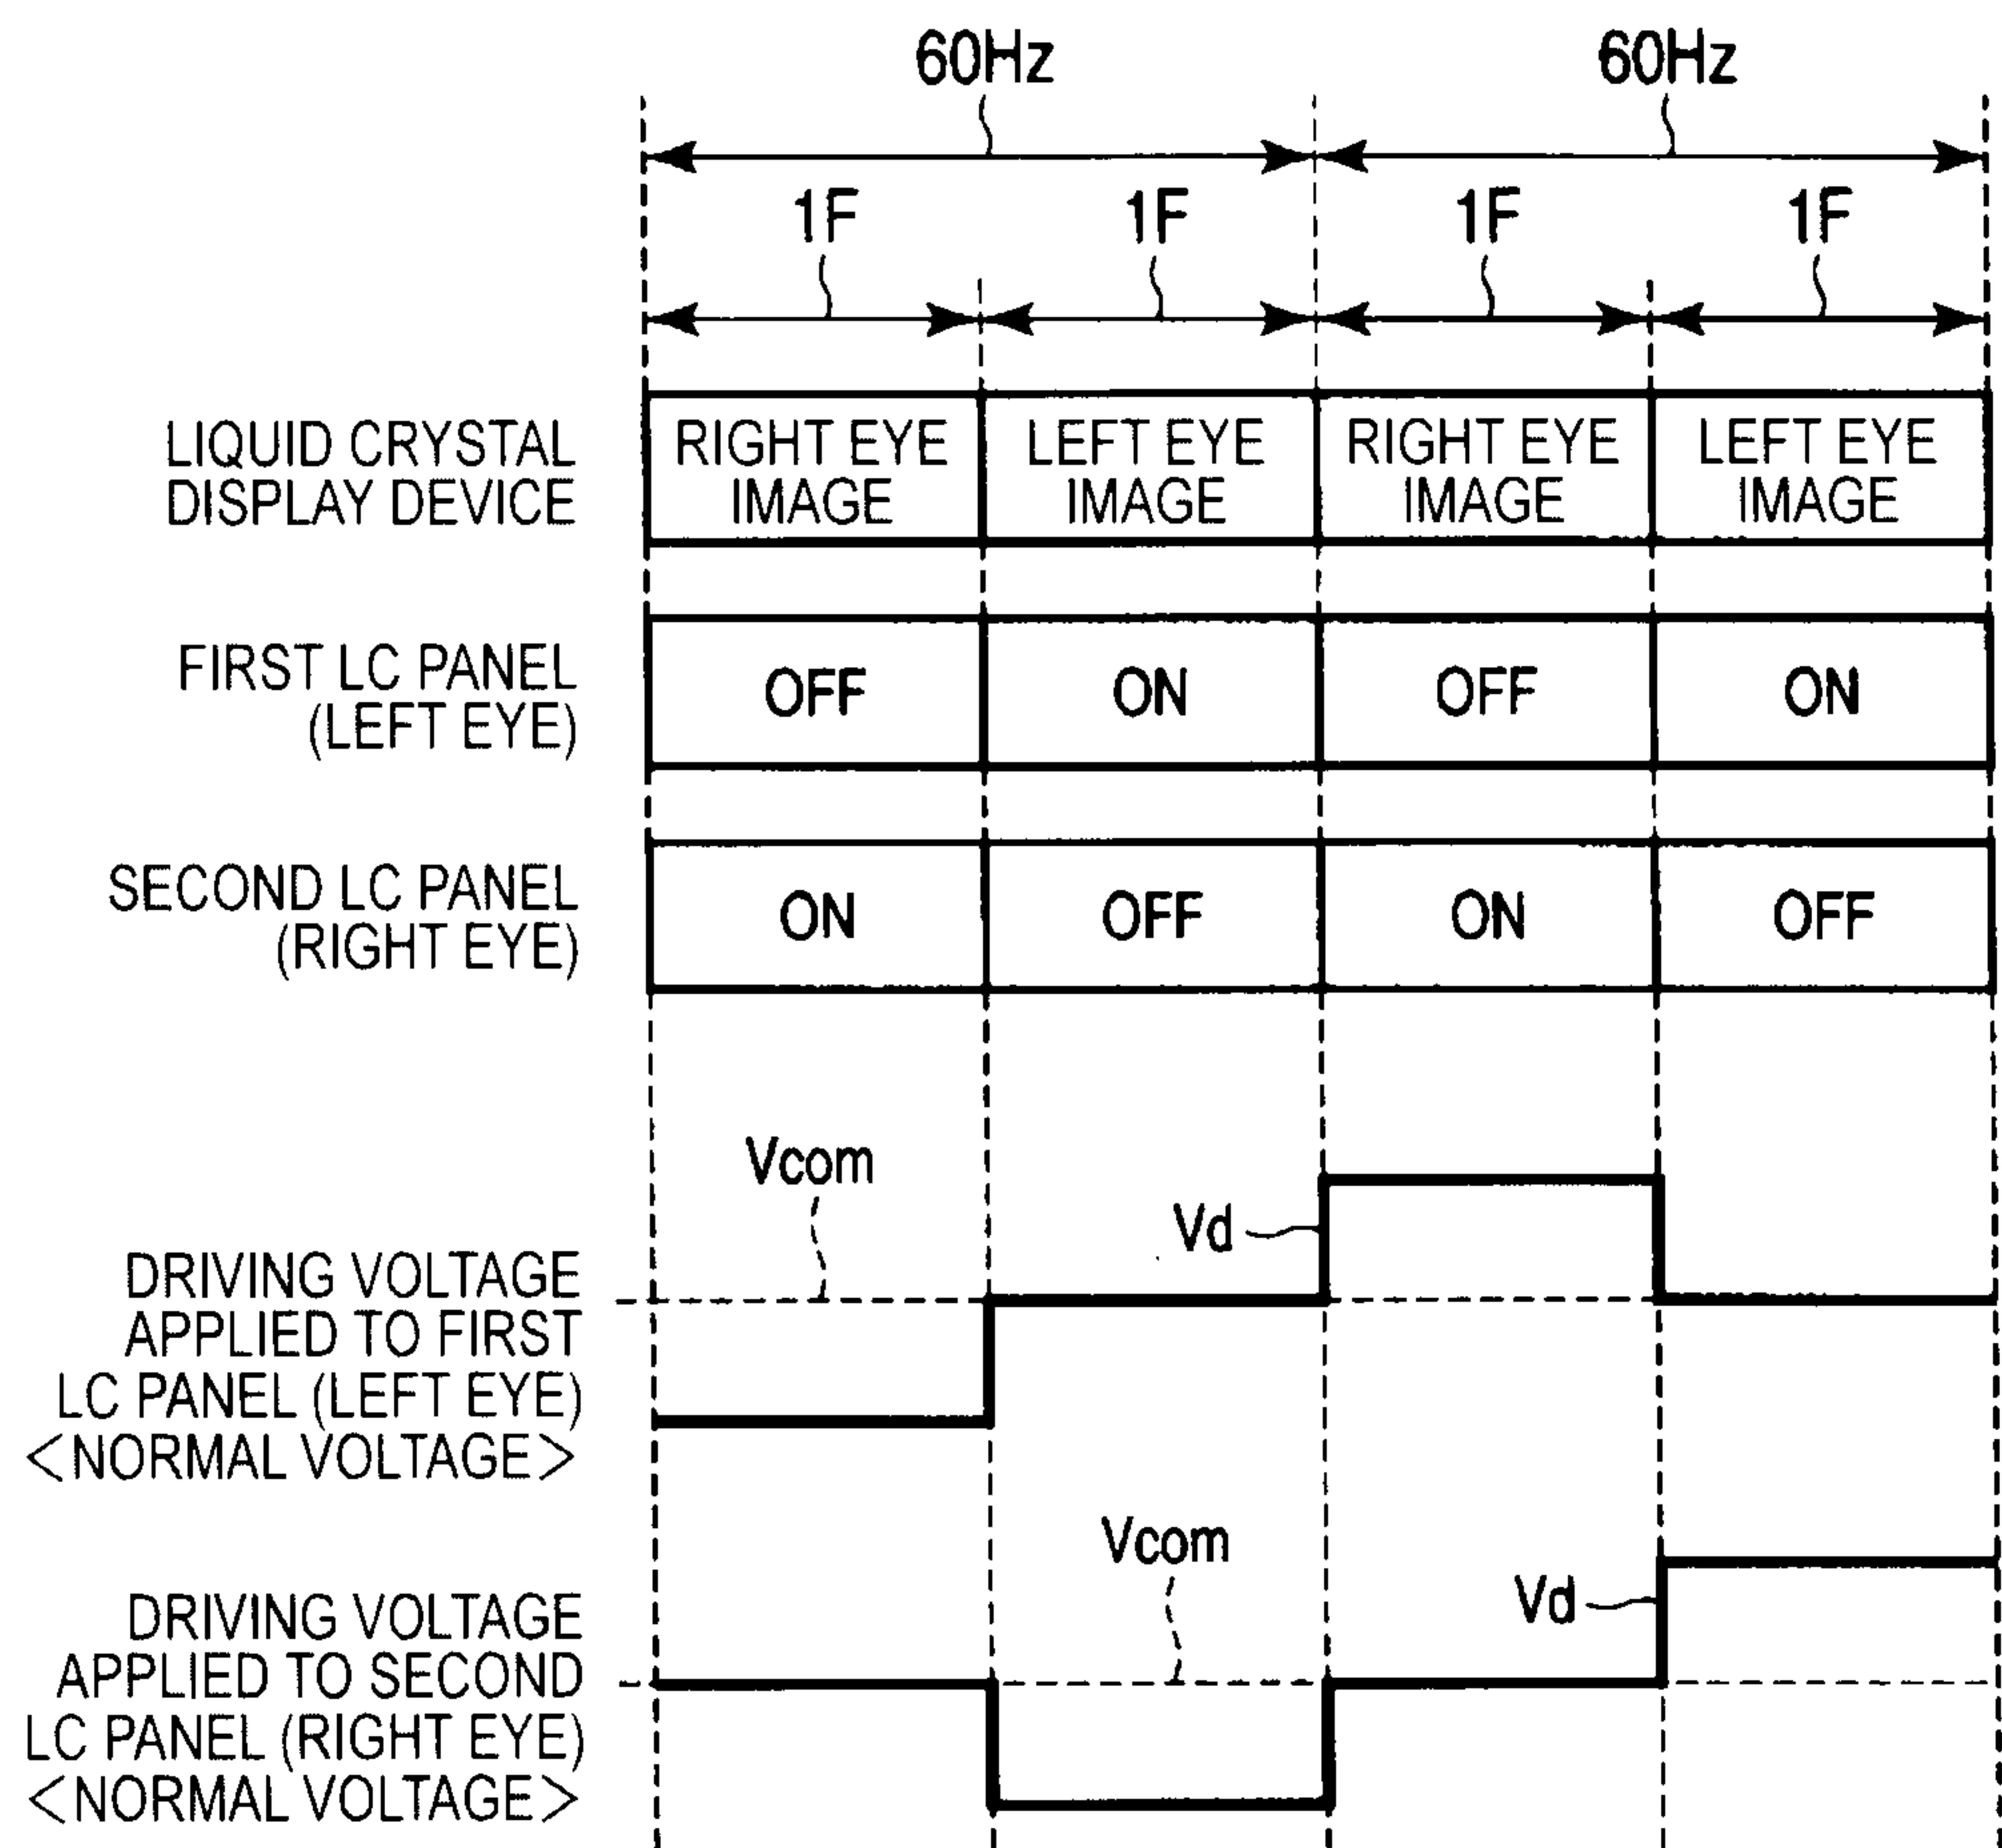 60Hz 60Hz
1F 1F 1F 1F
LIQUID CRYSTAL
DISPLAY DEVICE
RIGHT EYE
IMAGE
LEFT EYE
IMAGE
RIGHT EYE
IMAGE
LEFT EYE
IMAGE
FIRST LC PANEL
(LEFT EYE)
OFF ON OFF ON
SECOND LC PANEL
(RIGHT EYE)
ON OFF ON OFF
Vcom
Vd
DRIVING VOLTAGE
APPLIED TO FIRST
LC PANEL (LEFT EYE)
<NORMAL VOLTAGE>
Vcom
Vd
DRIVING VOLTAGE
APPLIED TO SECOND
LC PANEL (RIGHT EYE)
<NORMAL VOLTAGE>